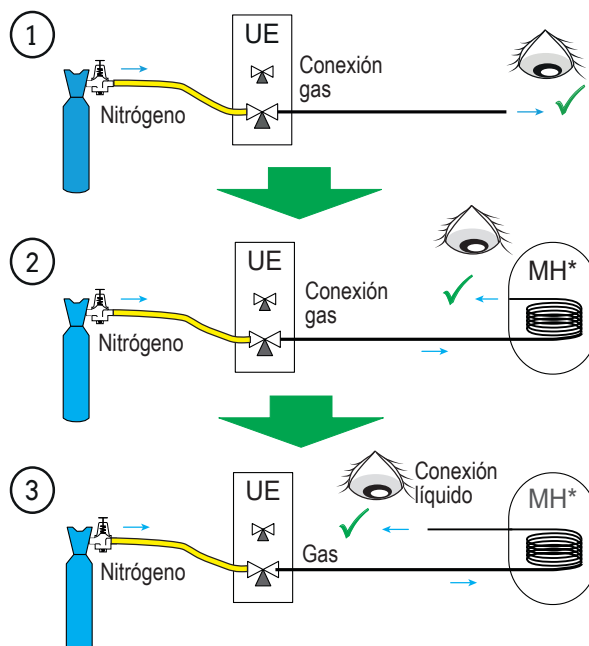 1
UE
Conexión
gas
Nitrógeno
2
UE
MH*
Conexión
gas
Nitrógeno
3
UE
Conexión
líquido
MH*
Gas
Nitrógeno